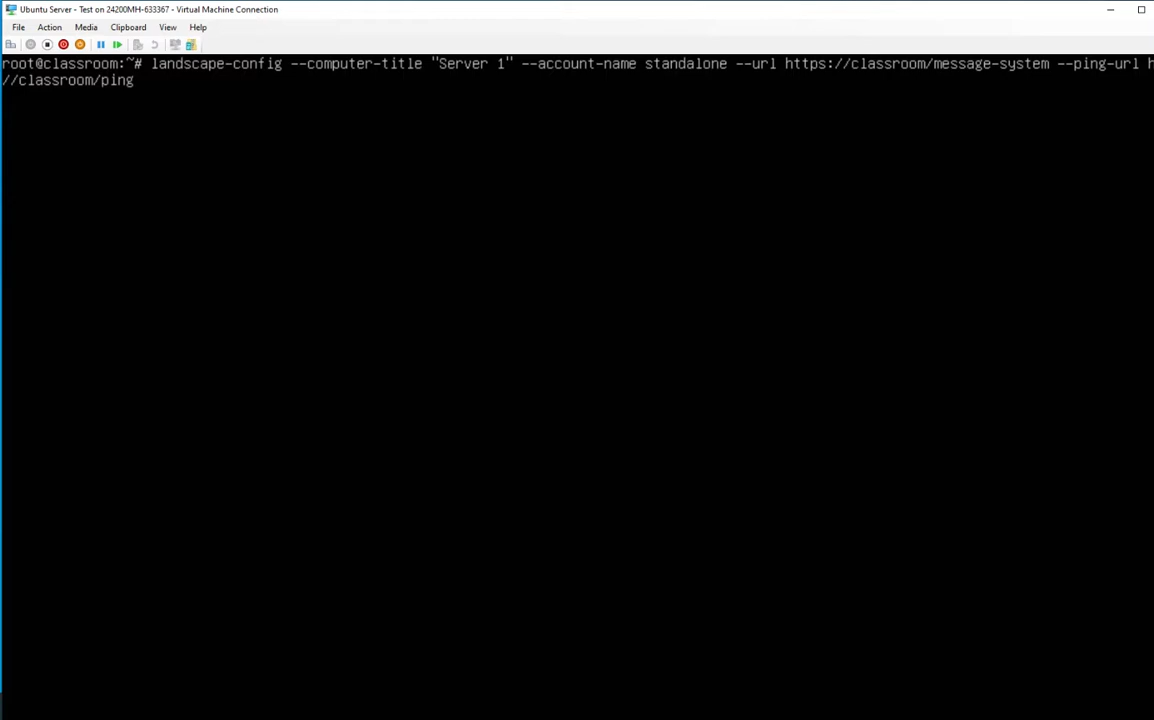 Ubuntu Server - Test on 24200MH-633367 - Virtual Machine Connection
File Action Media Clipboard View Help
root@classroom:~# landscape-config --computer-title "Server 1" --account-name standalone --url https://classroom/message-system --ping-url h
//classroom/ping